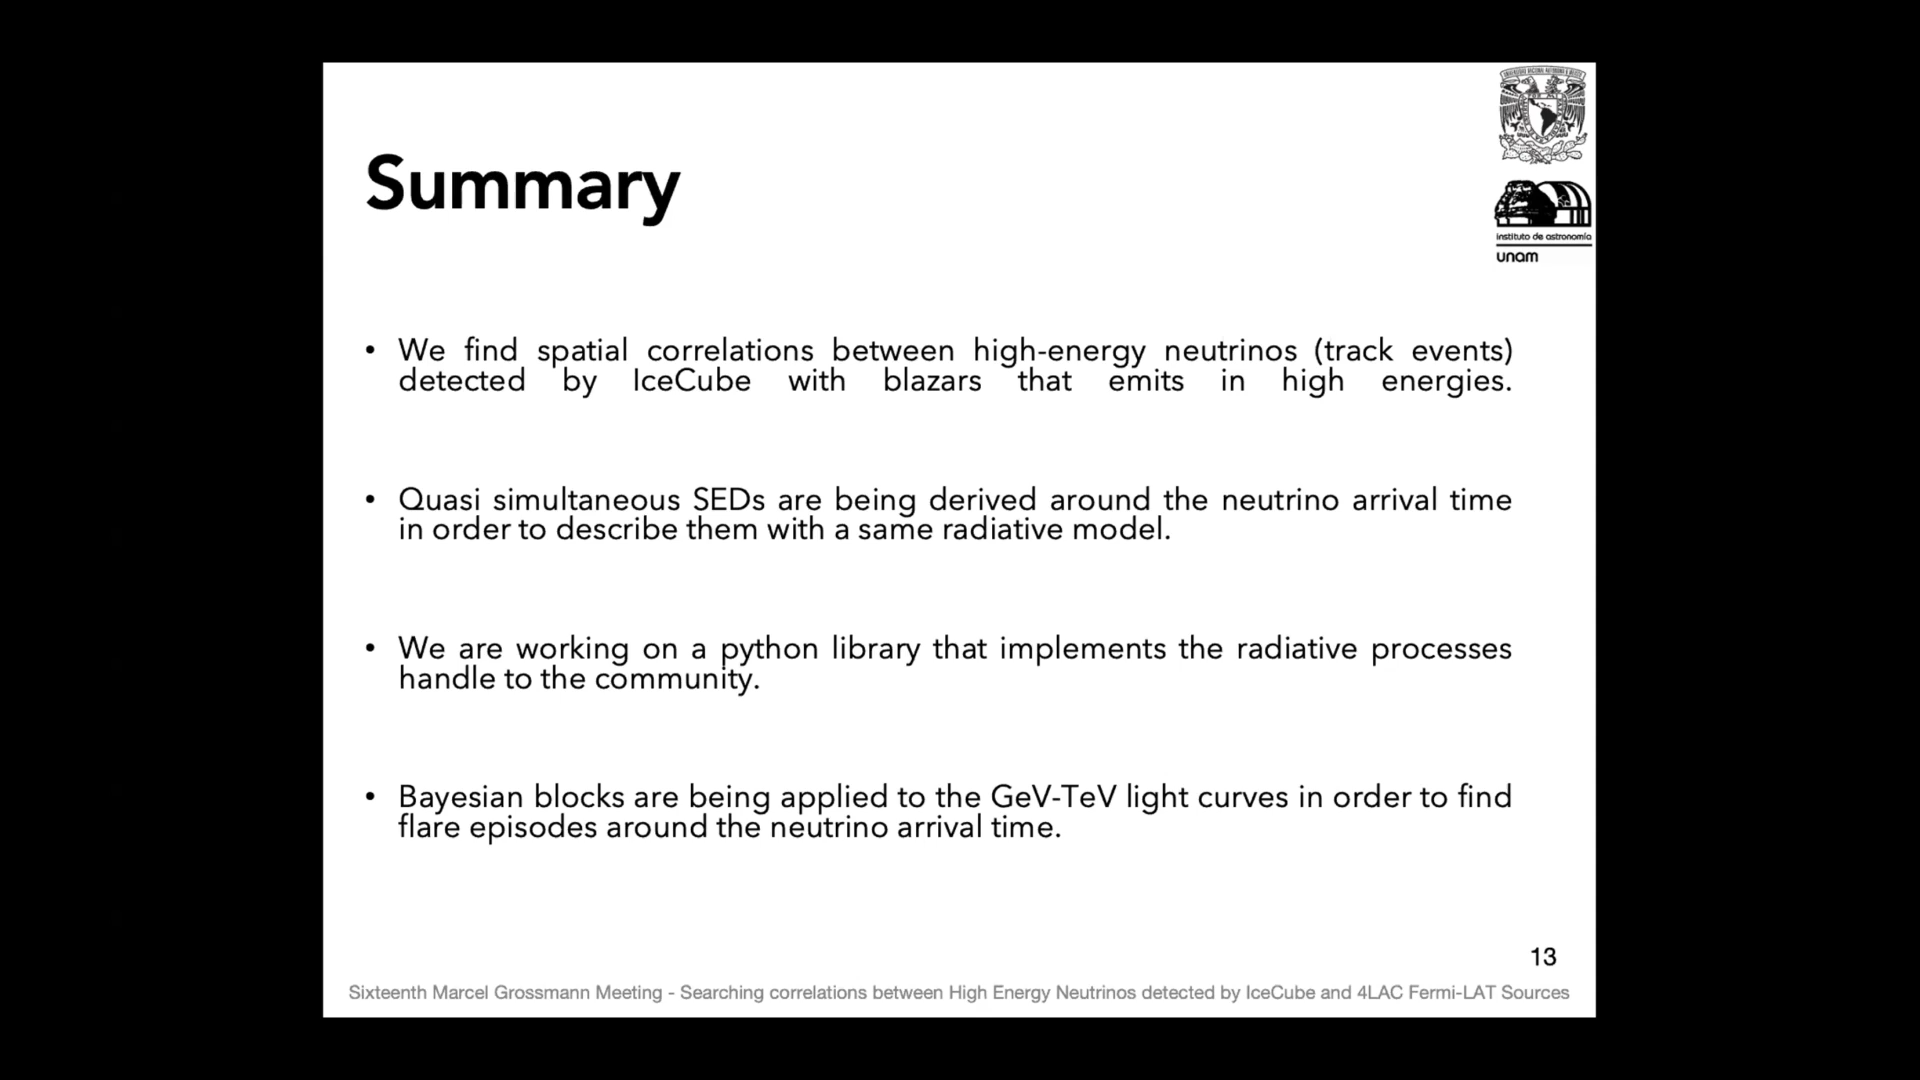 Summary
instituto de astronomía
unam
• We find spatial correlations between high-energy neutrinos (track events)
detected by IceCube with blazars that emits in high energies.
• Quasi simultaneous SEDs are being derived around the neutrino arrival time
in order to describe them with a same radiative model.
• We are working on a python library that implements the radiative processes
handle to the community.
• Bayesian blocks are being applied to the GeV-TeV light curves in order to find
flare episodes around the neutrino arrival time.
13
Sixteenth Marcel Grossmann Meeting - Searching correlations between High Energy Neutrinos detected by IceCube and 4LAC Fermi-LAT Sources